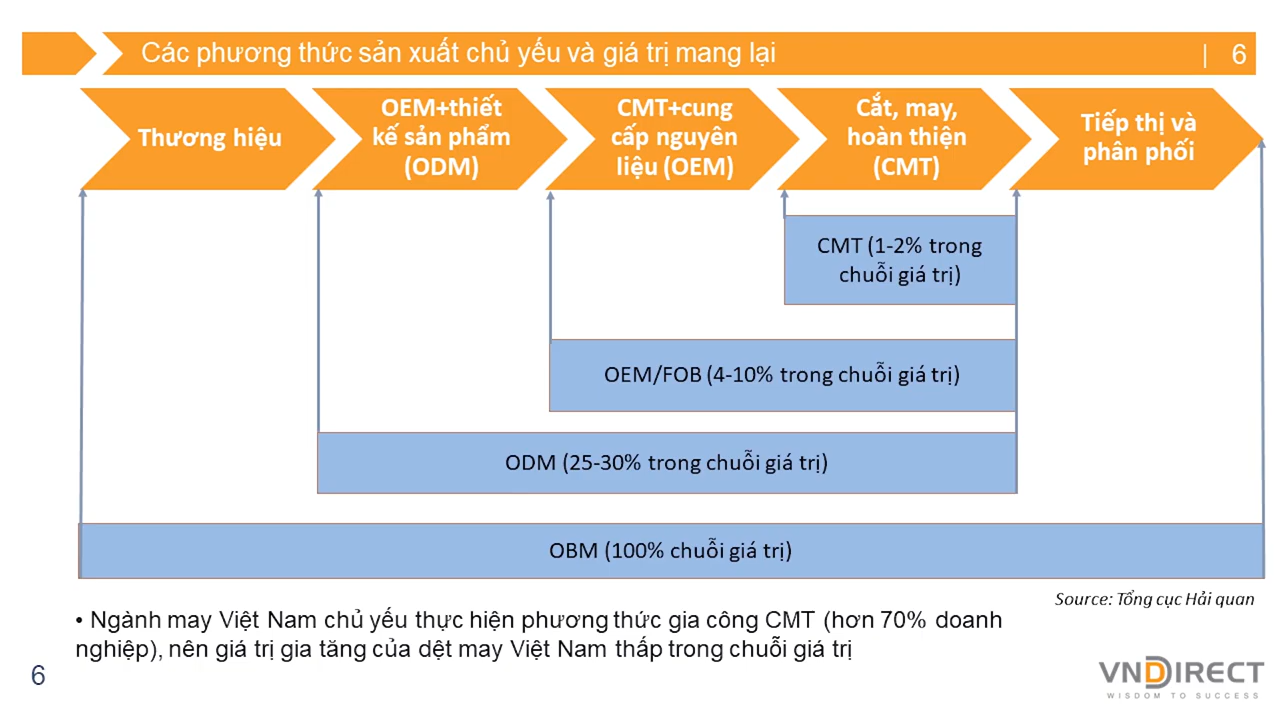 Các phương thức sản xuất chủ yếu và giá trị mang lại
| 6
Thương hiệu
OEM+thiết
kế sản phẩm
(ODM)
CMT+cung
cấp nguyên
liệu (OEM)
Cắt, may,
hoàn thiện
(CMT)
Tiếp thị và
phân phối
CMT (1-2% trong
chuỗi giá trị)
OEM/FOB (4-10% trong chuỗi giá trị)
ODM (25-30% trong chuỗi giá trị)
OBM (100% chuỗi giá trị)
Source: Tổng cục Hải quan
• Ngành may Việt Nam chủ yếu thực hiện phương thức gia công CMT (hơn 70% doanh
nghiệp), nên giá trị gia tăng của dệt may Việt Nam thấp trong chuỗi giá trị
6
VNDIRECT
WISDOM TO SUCCESS